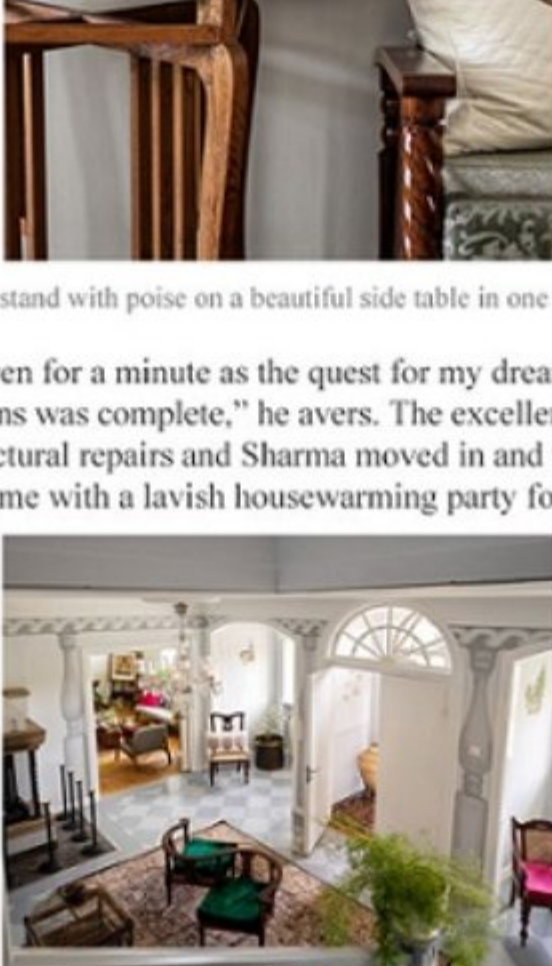 stand with poise on a beautiful side table in one
en for a minute as the quest for my drea
ns was complete,” he avers. The excelle
ctural repairs and Sharma moved in and
me with a lavish housewarming party fo